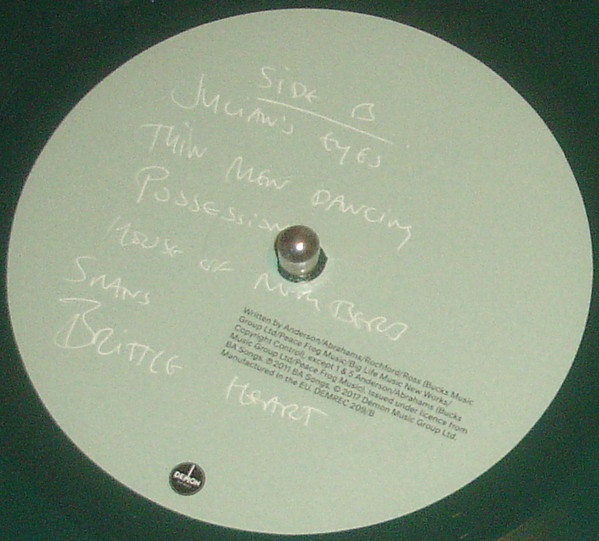 SIDE B
JULIAN'S EYES
THIN MEN DANCING
POSSESSION
HOUSE OF NUMBERS
SWANS
BRITTLE HEART
Written by Anderson/Abrahams/Rochford/Ross (Bucks Music
Group Ltd/Peace Frog Music/Big Life Music New Works/
Copyright Control), except 1 & 5 Anderson/Abrahams (Bucks
Music Group Ltd/Peace Frog Music). Issued under licence from
BA Songs. ℗ 2011 BA Songs. © 2017 Demon Music Group Ltd.
Manufactured in the EU. DEMREC 209/B
DEMON